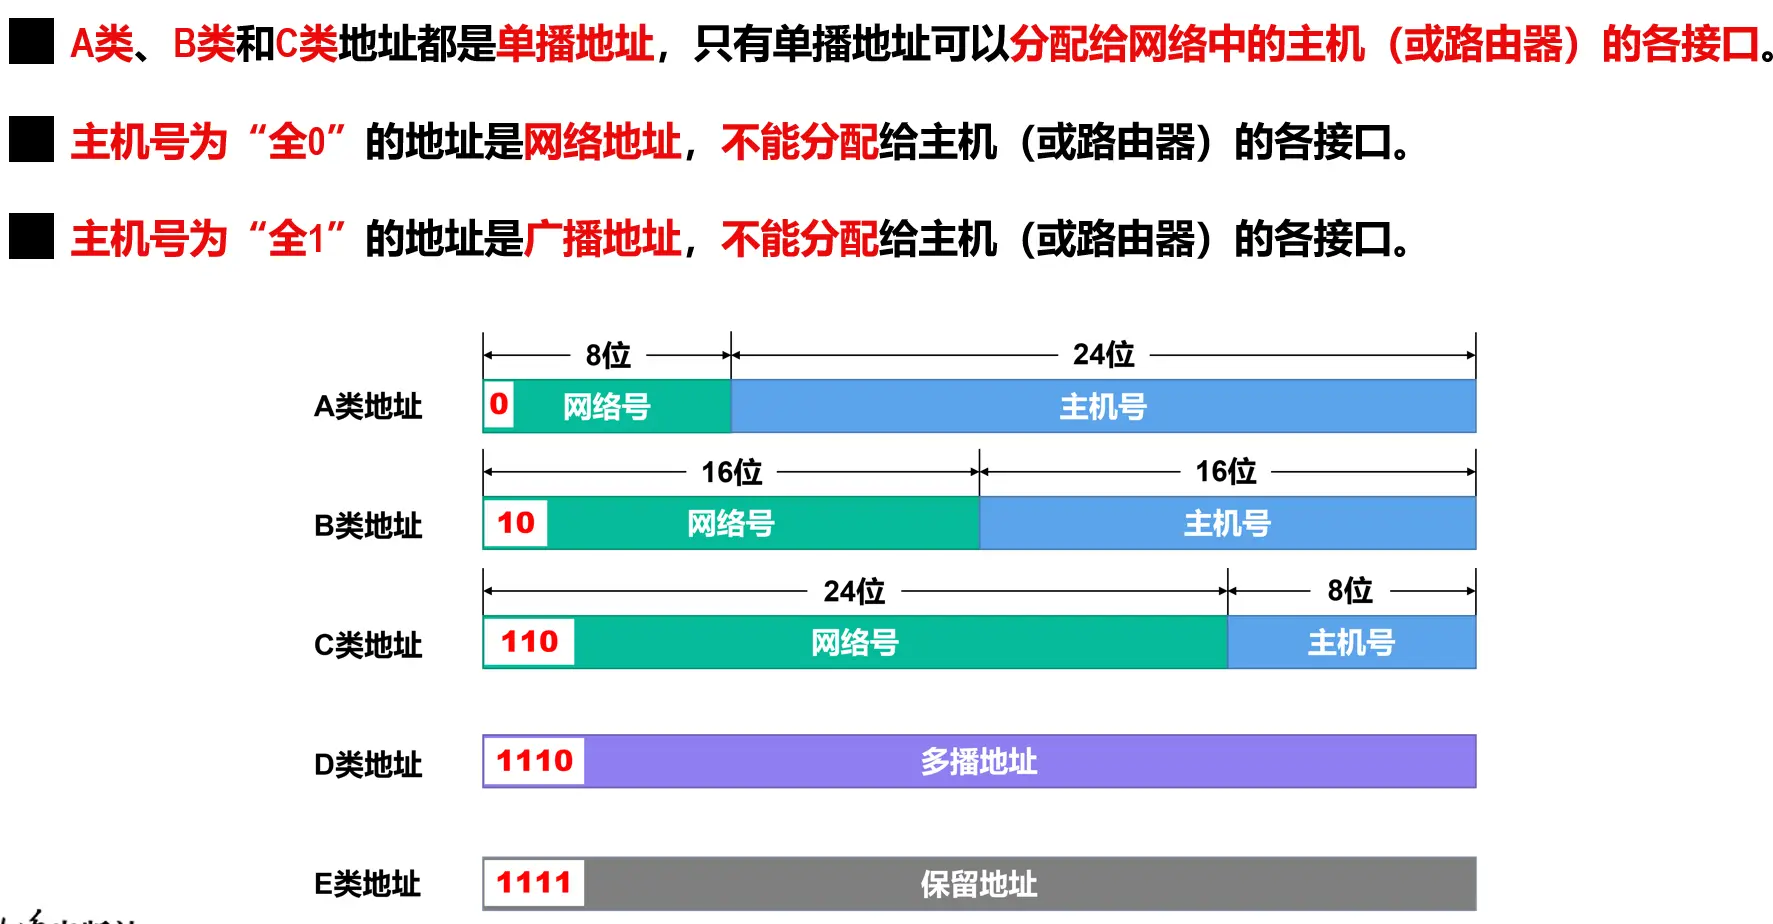 A类、B类和C类地址都是单播地址，只有单播地址可以分配给网络中的主机（或路由器）的各接口。
主机号为“全0”的地址是网络地址，不能分配给主机（或路由器）的各接口。
主机号为“全1”的地址是广播地址，不能分配给主机（或路由器）的各接口。
8位 24位
A类地址 0 网络号 主机号
16位 16位
B类地址 10 网络号 主机号
24位 8位
C类地址 110 网络号 主机号
D类地址 1110 多播地址
E类地址 1111 保留地址